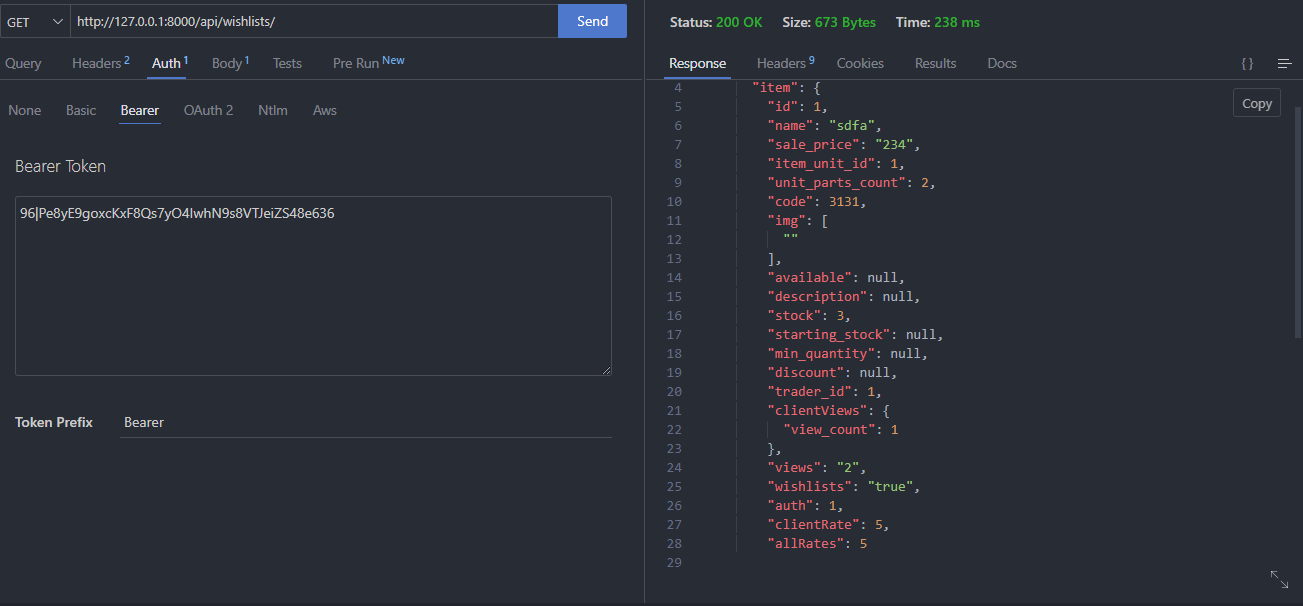 GET http://127.0.0.1:8000/api/wishlists/ Send
Query Headers 2 Auth 1 Body 1 Tests Pre Run New
None Basic Bearer OAuth 2 Ntlm Aws
Bearer Token
96|Pe8yE9goxcKxF8Qs7yO4IwhN9s8VTJeiZS48e636
Token Prefix Bearer
Status: 200 OK Size: 673 Bytes Time: 238 ms
Response Headers 9 Cookies Results Docs {}
Copy
4 "item": {
5 "id": 1,
6 "name": "sdfa",
7 "sale_price": "234",
8 "item_unit_id": 1,
9 "unit_parts_count": 2,
10 "code": 3131,
11 "img": [
12 ""
13 ],
14 "available": null,
15 "description": null,
16 "stock": 3,
17 "starting_stock": null,
18 "min_quantity": null,
19 "discount": null,
20 "trader_id": 1,
21 "clientViews": {
22 "view_count": 1
23 },
24 "views": "2",
25 "wishlists": "true",
26 "auth": 1,
27 "clientRate": 5,
28 "allRates": 5
29